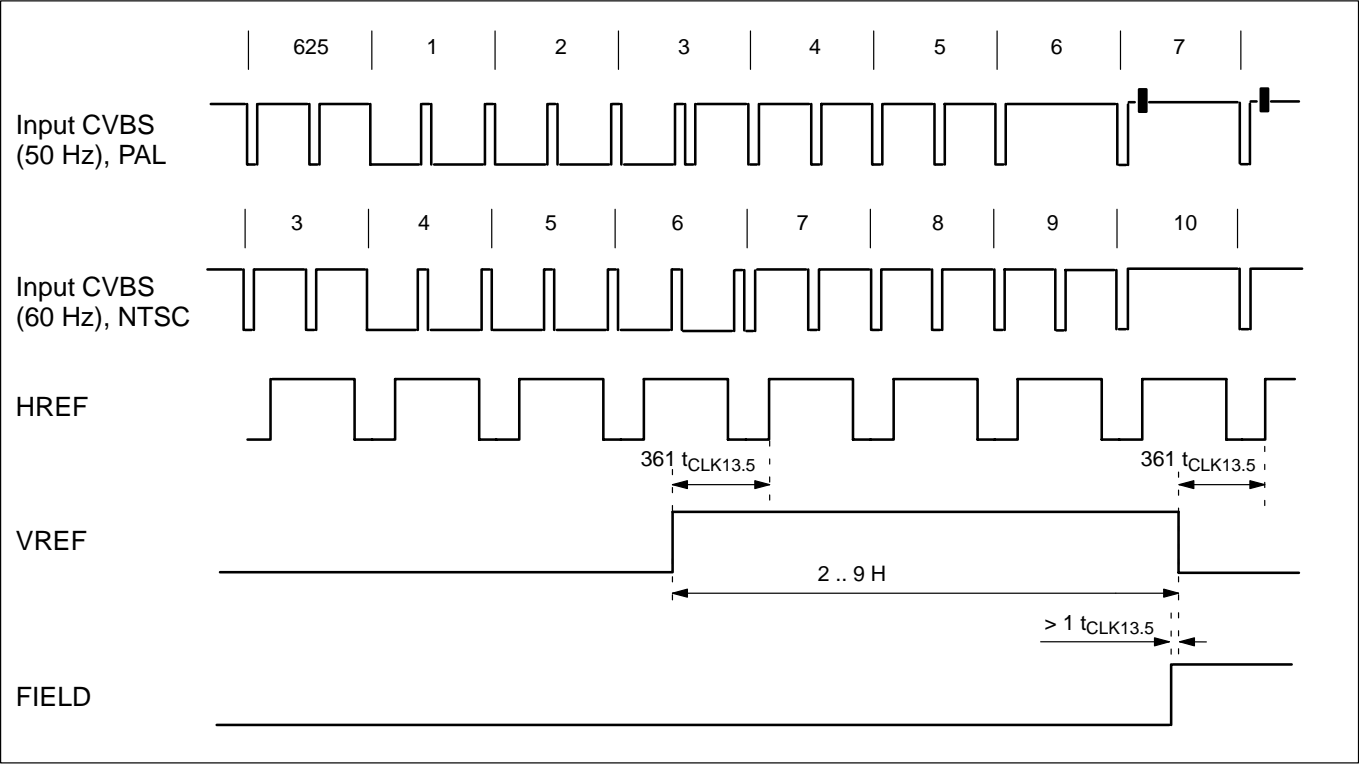 625 1 2 3 4 5 6 7
Input CVBS
(50 Hz), PAL
3 4 5 6 7 8 9 10
Input CVBS
(60 Hz), NTSC
HREF
361 tCLK13.5 361 tCLK13.5
VREF
2 .. 9 H
> 1 tCLK13.5
FIELD